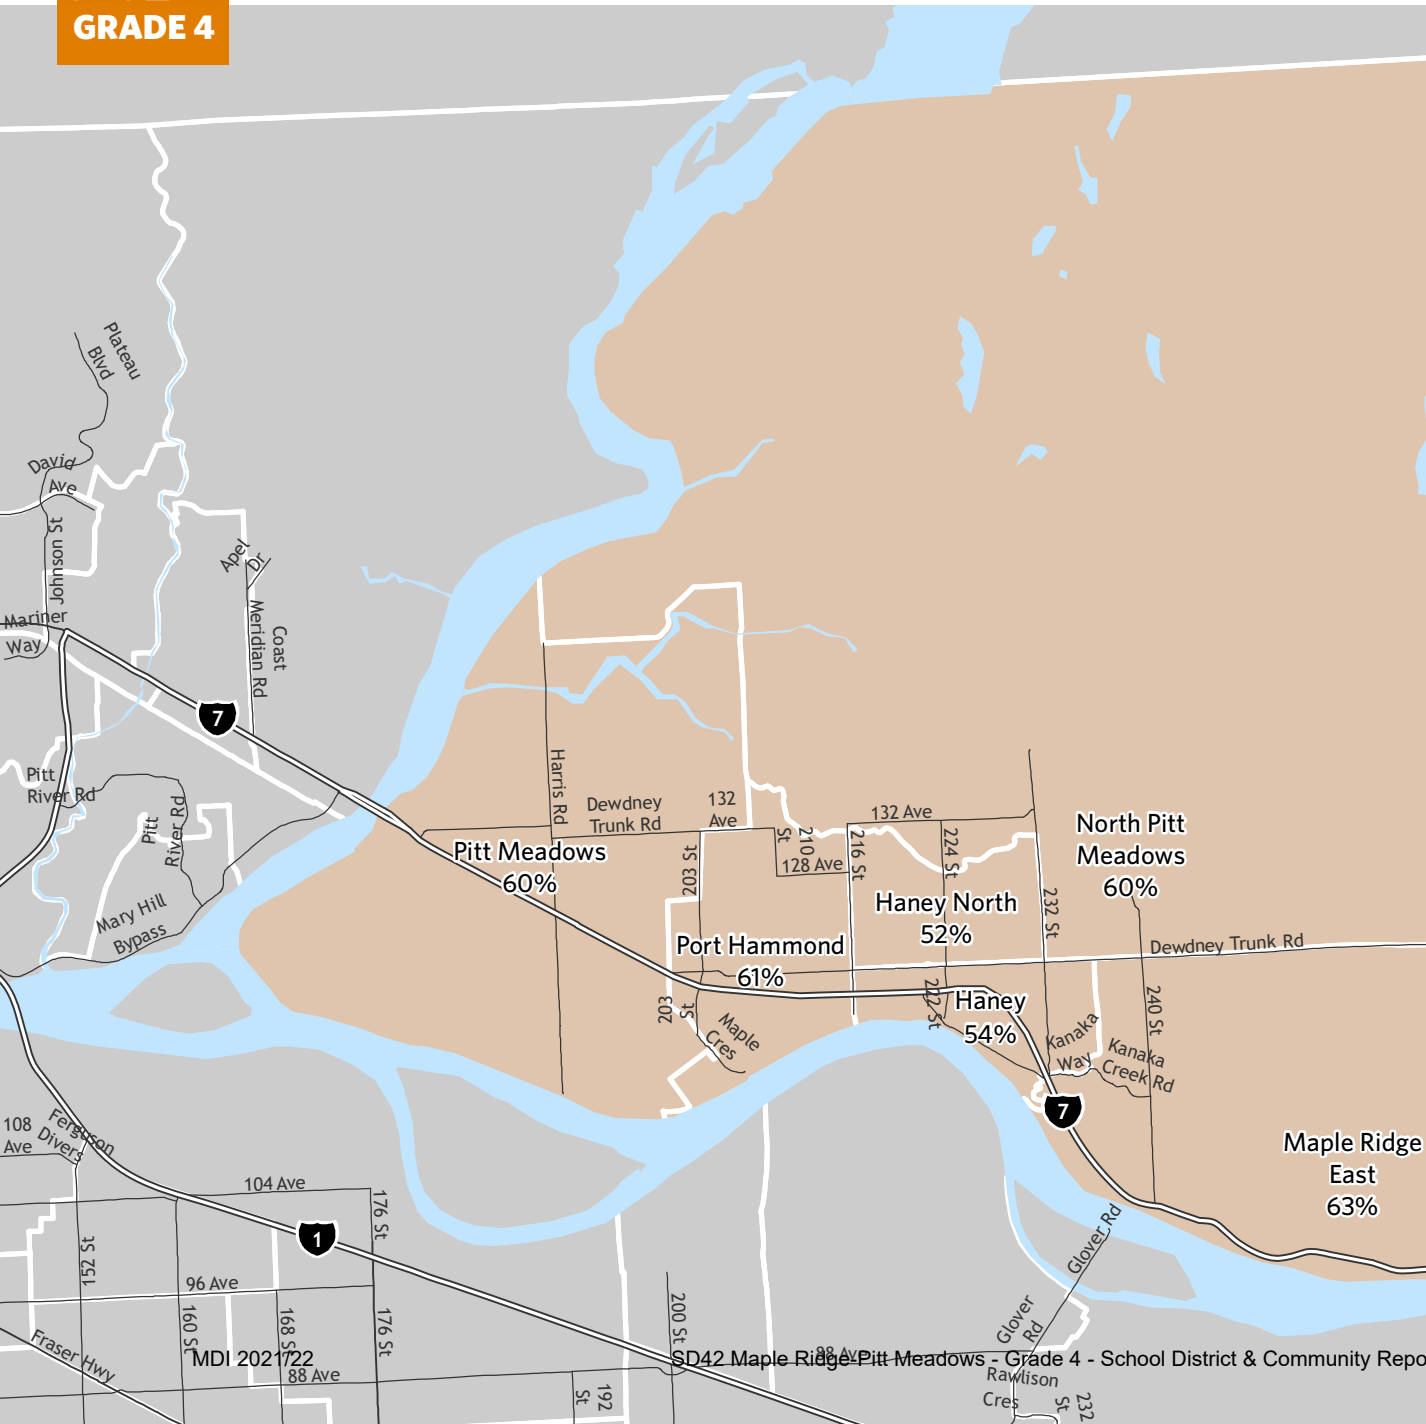 GRADE 4
Plateau
Blvd
David
Ave
Johnson St
Mariner
Way
Apel
Dr
Coast
Meridian Rd
7
Pitt
River Rd
Pitt
River Rd
Mary Hill
Bypass
Harris Rd
Dewdney
Trunk Rd
132
Ave
132 Ave
210
St
128 Ave
216 St
224 St
203 St
Pitt Meadows
60%
North Pitt
Meadows
60%
Haney North
52%
232 St
Port Hammond
61%
Dewdney Trunk Rd
203
St
Maple
Cres
222 St
Haney
54%
Kanaka
Way
Kanaka
Creek Rd
240 St
7
Maple Ridge
East
63%
108
Ave
Ferguson
Divers
104 Ave
176 St
1
152 St
96 Ave
160 St
168 St
176 St
Fraser Hwy
88 Ave
192
St
200 St
88 Ave
Glover Rd
Glover
Rd
Rawlison
Cres
232
St
MDI 2021/22
SD42 Maple Ridge-Pitt Meadows - Grade 4 - School District & Community Repo